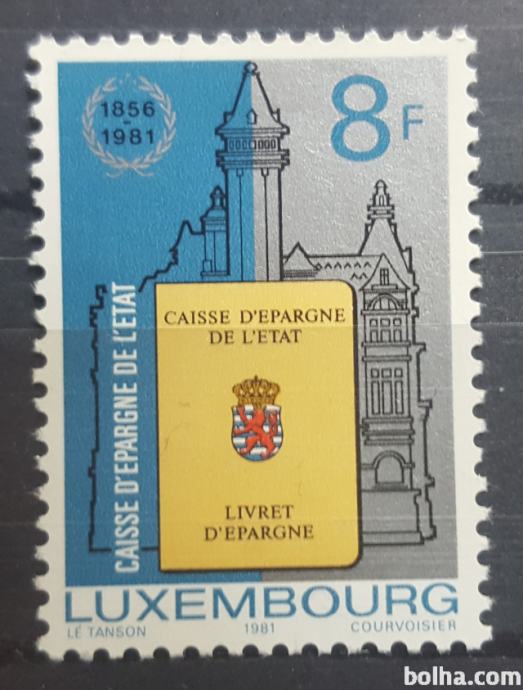 1856
-
1981
8F
CAISSE D'EPARGNE DE L'ETAT
CAISSE D'EPARGNE
DE L'ETAT
LIVRET
D'EPARGNE
LUXEMBOURG
LÉ TANSON 1981 COURVOISIER
bolha.com